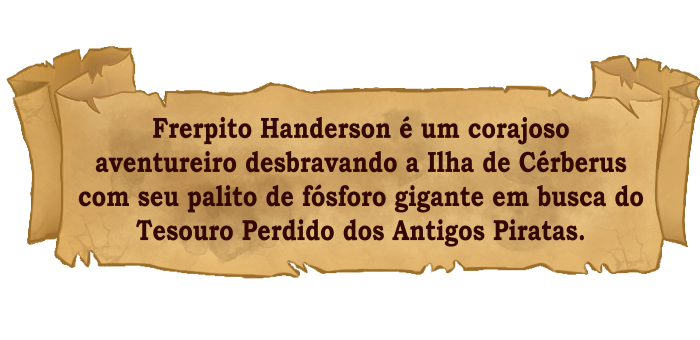 Frerpito Handerson é um corajoso
aventureiro desbravando a Ilha de Cérberus
com seu palito de fósforo gigante em busca do
Tesouro Perdido dos Antigos Piratas.